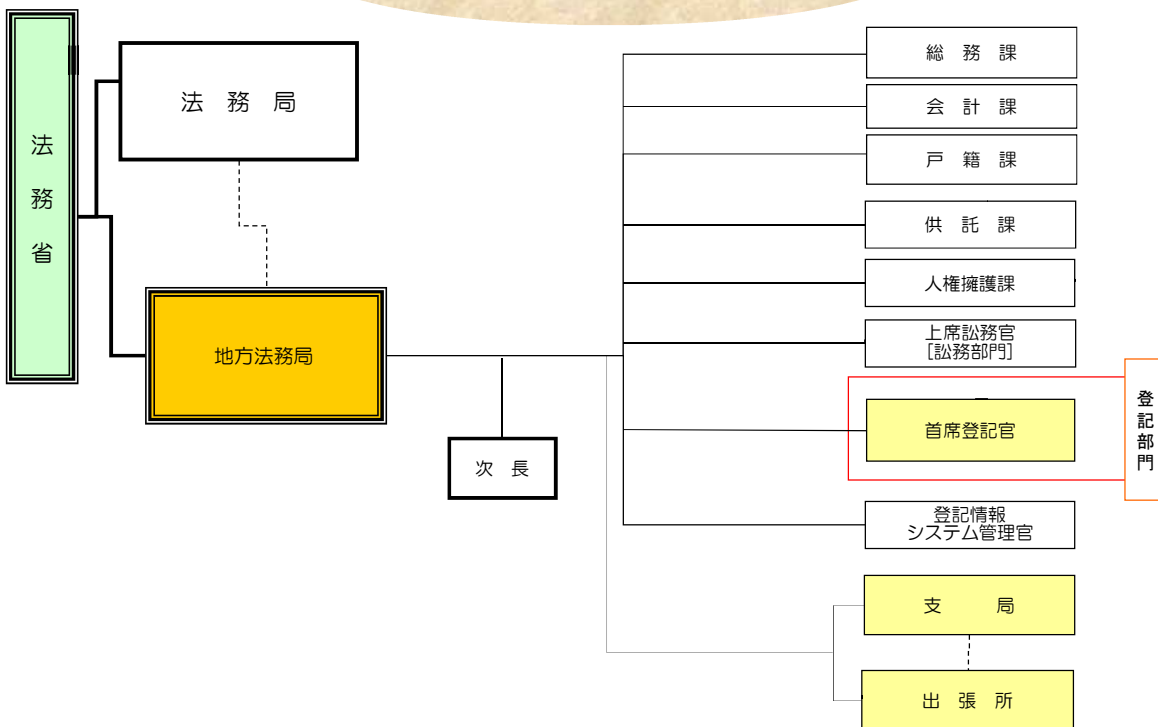 法務省
法務局
地方法務局
次長
総務課
会計課
戸籍課
供託課
人権擁護課
上席訟務官
[訟務部門]
首席登記官
登記部門
登記情報
システム管理官
支局
出張所